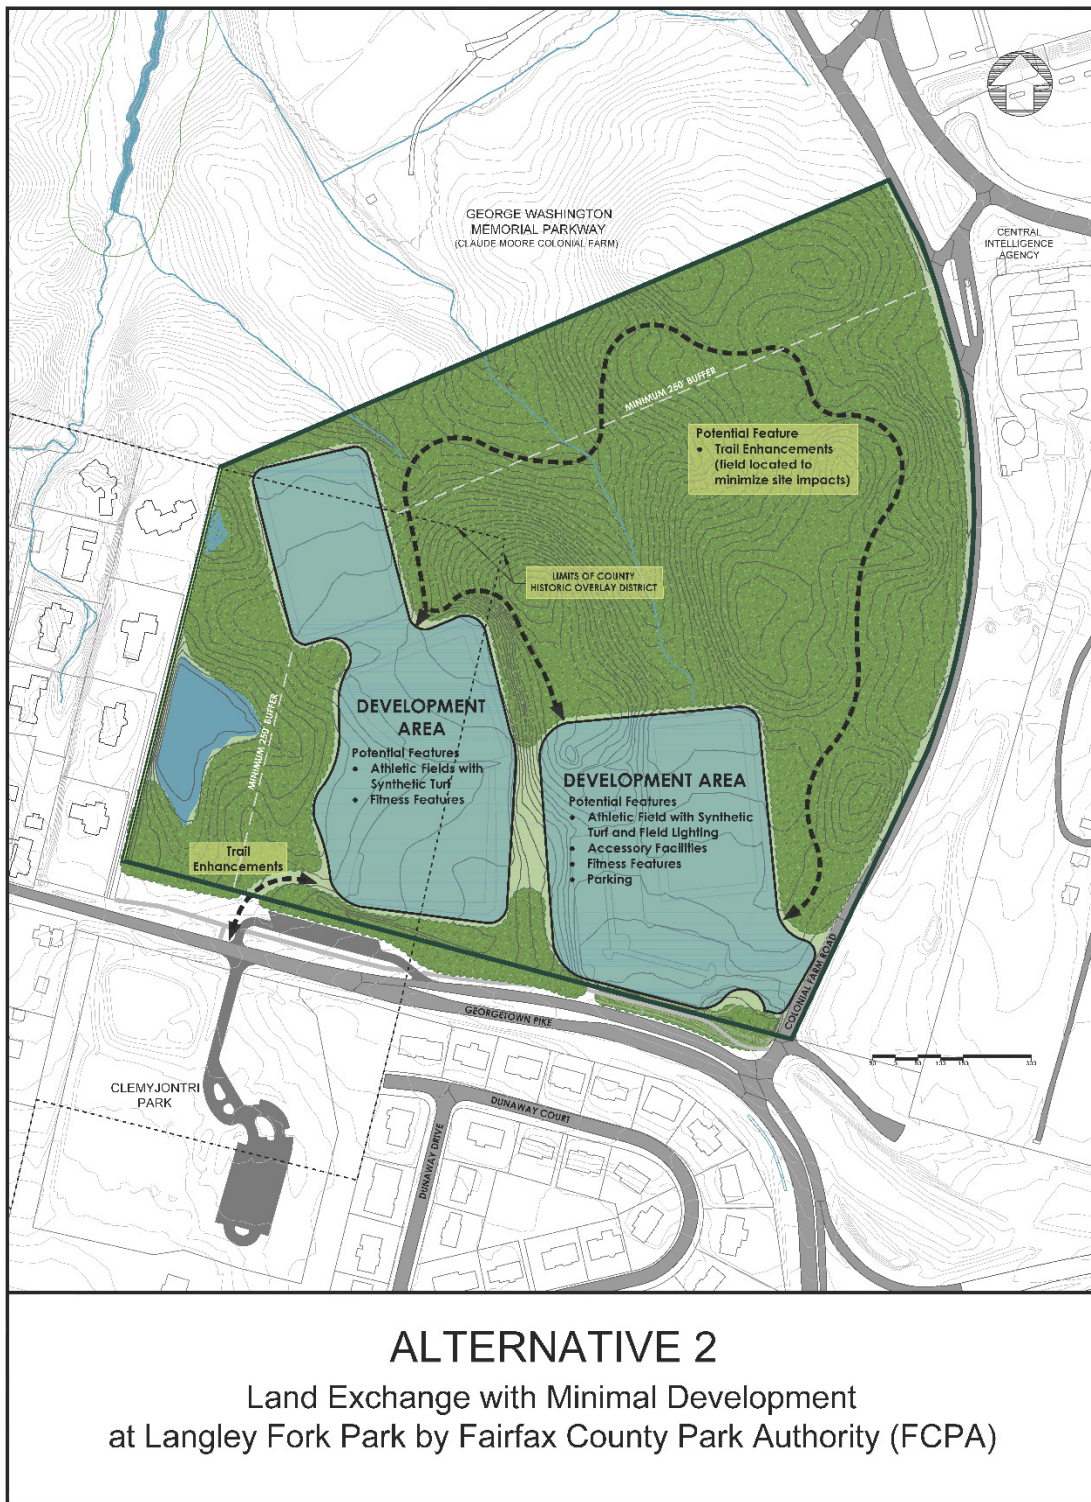 GEORGE WASHINGTON
MEMORIAL PARKWAY
(CLAUDE MOORE COLONIAL FARM)
CENTRAL
INTELLIGENCE
AGENCY
MINIMUM 250' BUFFER
Potential Feature
• Trail Enhancements
(field located to
minimize site impacts)
LIMITS OF COUNTY
HISTORIC OVERLAY DISTRICT
MINIMUM 250' BUFFER
DEVELOPMENT
AREA
Potential Features
• Athletic Fields with
Synthetic Turf
• Fitness Features
DEVELOPMENT AREA
Potential Features
• Athletic Field with Synthetic
Turf and Field Lighting
• Accessory Facilities
• Fitness Features
• Parking
Trail
Enhancements
COLONIAL FARM ROAD
GEORGETOWN PIKE
CLEMYJONTRI
PARK
DUNAWAY COURT
DUNAWAY DRIVE
ALTERNATIVE 2
Land Exchange with Minimal Development
at Langley Fork Park by Fairfax County Park Authority (FCPA)